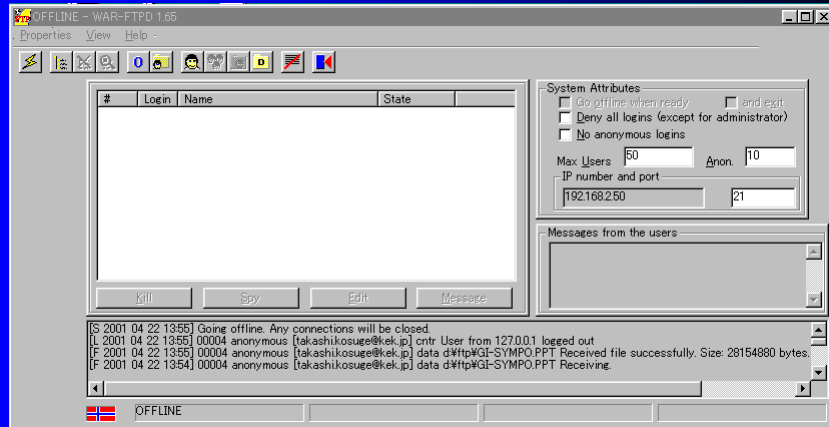 OFFLINE - WAR-FTPD 1.65
Properties View Help
# Login Name State
Kill Spy Edit Message
System Attributes
Go offline when ready and exit
Deny all logins (except for administrator)
No anonymous logins
Max Users 50 Anon. 10
IP number and port
192.168.2.50 21
Messages from the users
[S 2001 04 22 13:55] Going offline. Any connections will be closed.
[L 2001 04 22 13:55] 00004 anonymous [takashi.kosuge@kek.jp] cntr User from 127.0.0.1 logged out
[F 2001 04 22 13:55] 00004 anonymous [takashi.kosuge@kek.jp] data d:¥ftp¥GI-SYMPO.PPT Received file successfully. Size: 28154880 bytes.
[F 2001 04 22 13:54] 00004 anonymous [takashi.kosuge@kek.jp] data d:¥ftp¥GI-SYMPO.PPT Receiving.
OFFLINE